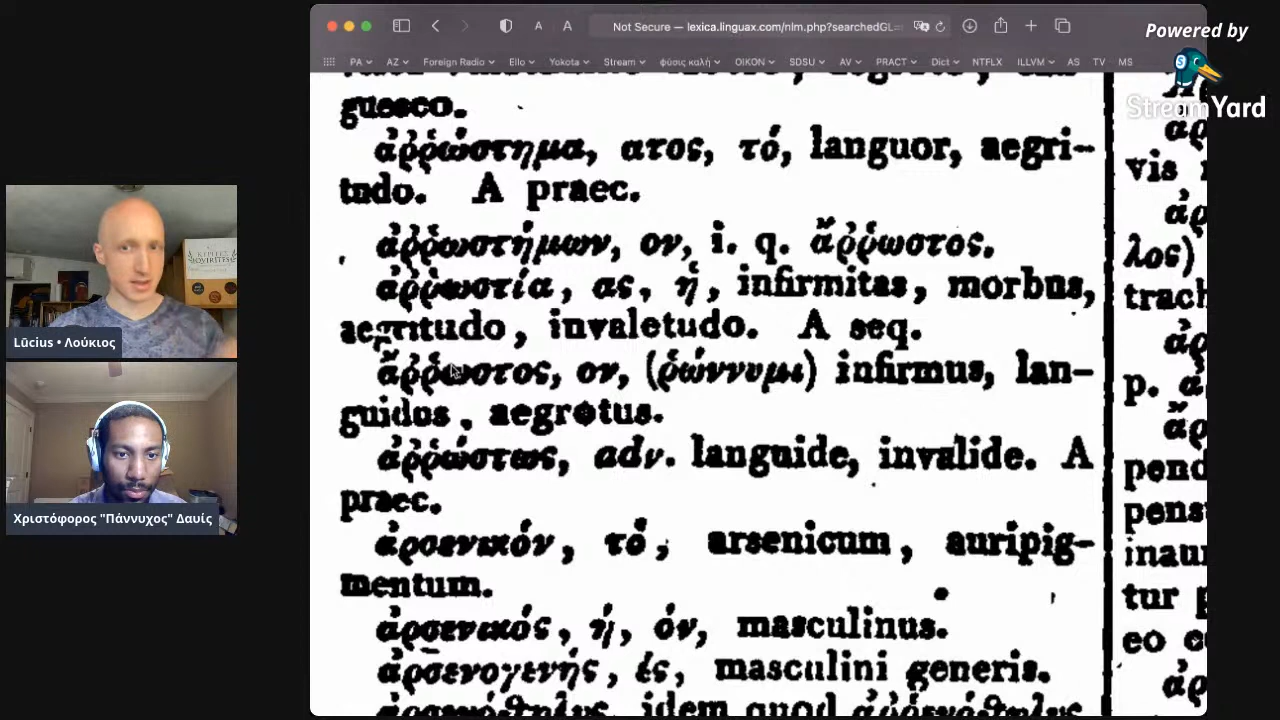 Not Secure — lexica.linguax.com/nlm.php?searchedGL=
PA AZ Foreign Radio Ello Yokota Stream φύσις καλή OIKON SDSU AV PRACT Dict NTFLX ILLVM AS TV MS
Powered by
StreamYard
guesco.
ἀῤῥώστημα, ατος, τό, languor, aegri-
tudo. A praec.
ἀῤῥωστήμων, ον, i. q. ἄῤῥωστος.
ἀῤῥωστία, ας, ἡ, infirmitas, morbus,
aegritudo, invaletudo. A seq.
ἄῤῥωστος, ον, (ῥώννυμι) infirmus, lan-
guidus, aegrotus.
ἀῤῥώστως, adv. languide, invalide. A
praec.
ἀρσενικόν, τό, arsenicum, auripig-
mentum.
ἀρσενικός, ή, όν, masculinus.
ἀρσενογενής, ές, masculini generis.
idem quod
vis
λος)
trach
p.
pend
pens
inaur
tur p
eo
Lūcius • Λούκιος
Χριστόφορος "Πάννυχος" Δαυίς